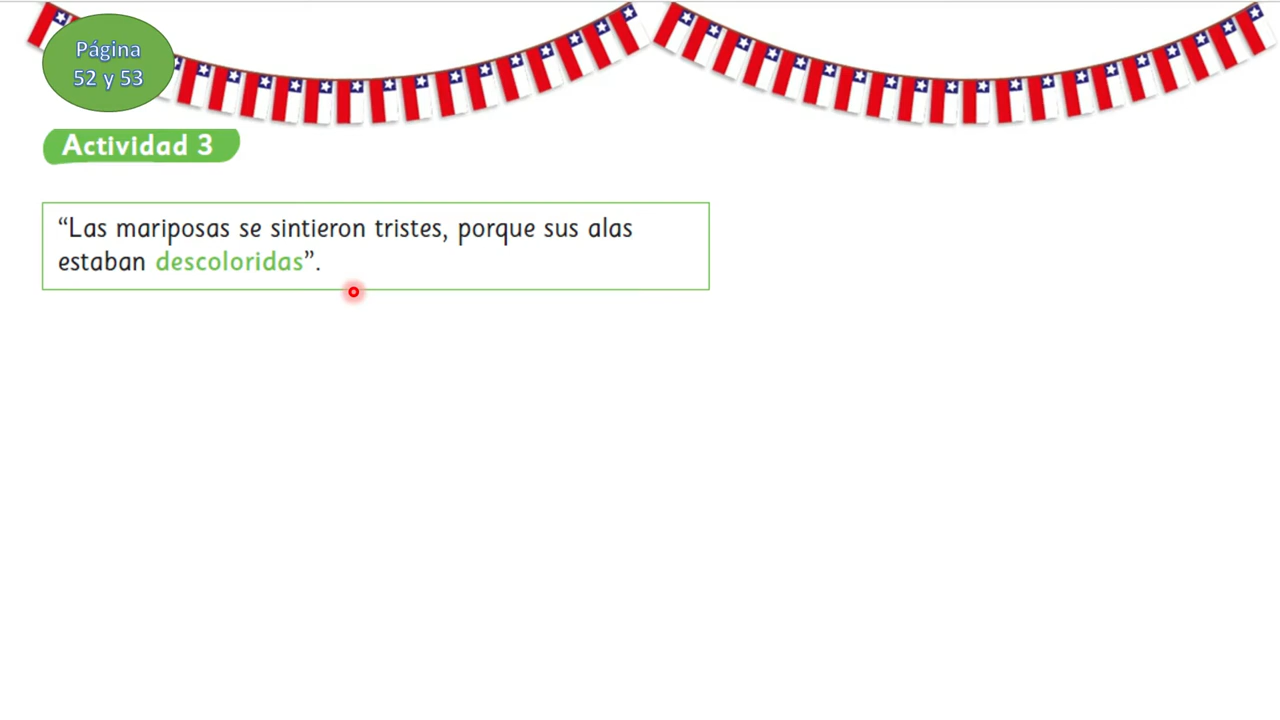 Página
52 y 53
Actividad 3
“Las mariposas se sintieron tristes, porque sus alas
estaban descoloridas”.